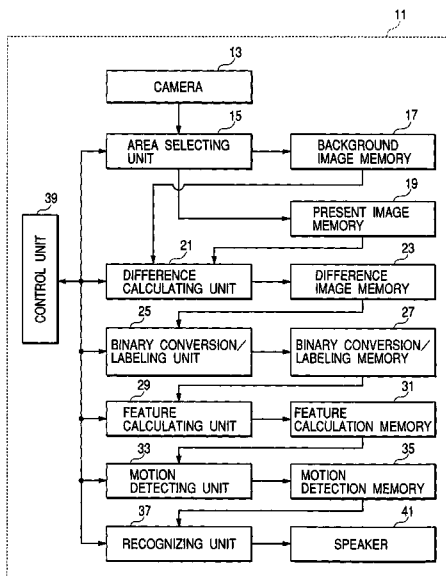 11
13
CAMERA
15
AREA SELECTING
UNIT
17
BACKGROUND
IMAGE MEMORY
19
PRESENT IMAGE
MEMORY
39
CONTROL UNIT
21
DIFFERENCE
CALCULATING UNIT
23
DIFFERENCE
IMAGE MEMORY
25
BINARY CONVERSION/
LABELING UNIT
27
BINARY CONVERSION/
LABELING MEMORY
29
FEATURE
CALCULATING UNIT
31
FEATURE
CALCULATION MEMORY
33
MOTION
DETECTING UNIT
35
MOTION
DETECTION MEMORY
37
RECOGNIZING UNIT
41
SPEAKER